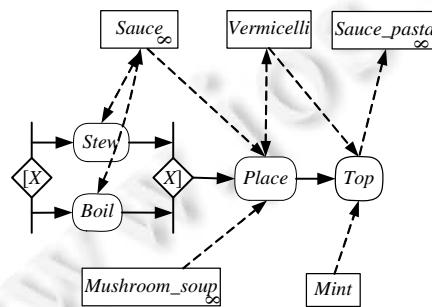 Sauce
∞
Vermicelli
Sauce_pasta
∞
Stew
[X
X]
Place
Top
Boil
Mushroom_soup
∞
Mint